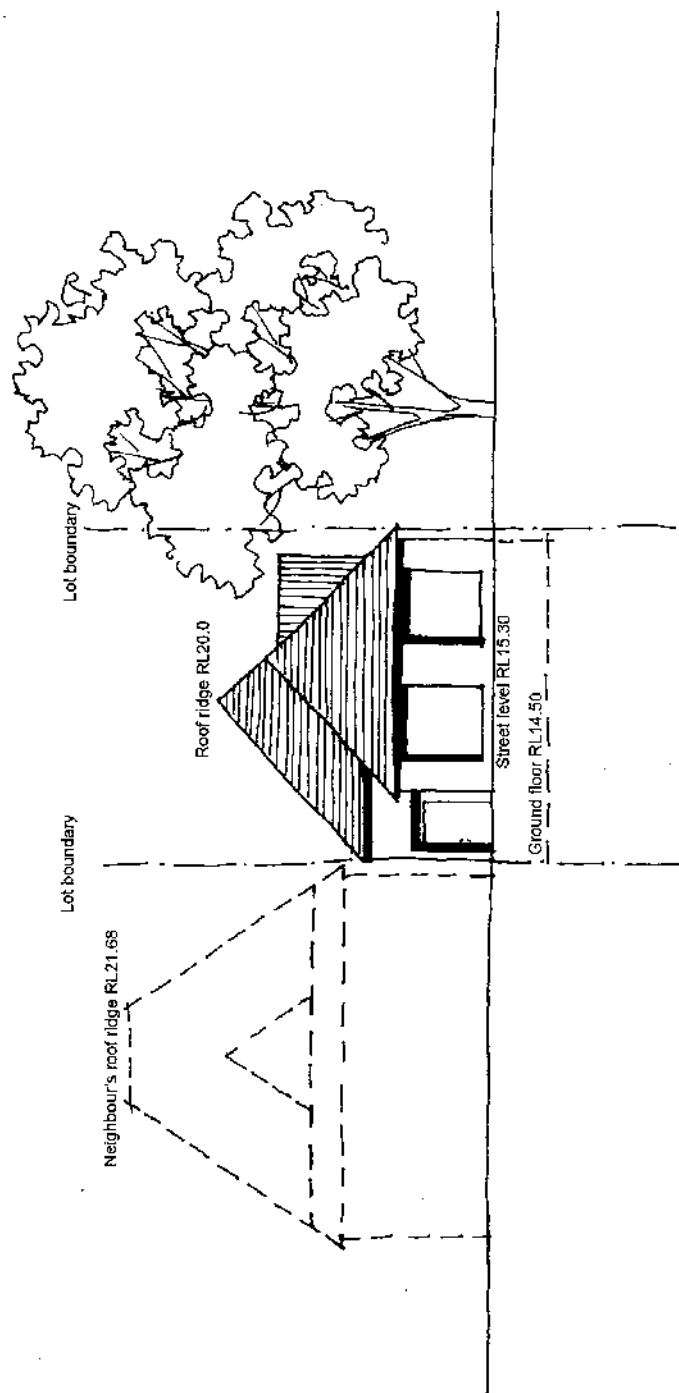 Neighbour's roof ridge RL21.68
Lot boundary
Roof ridge RL20.0
Lot boundary
Street level RL15.30
Ground floor RL14.50